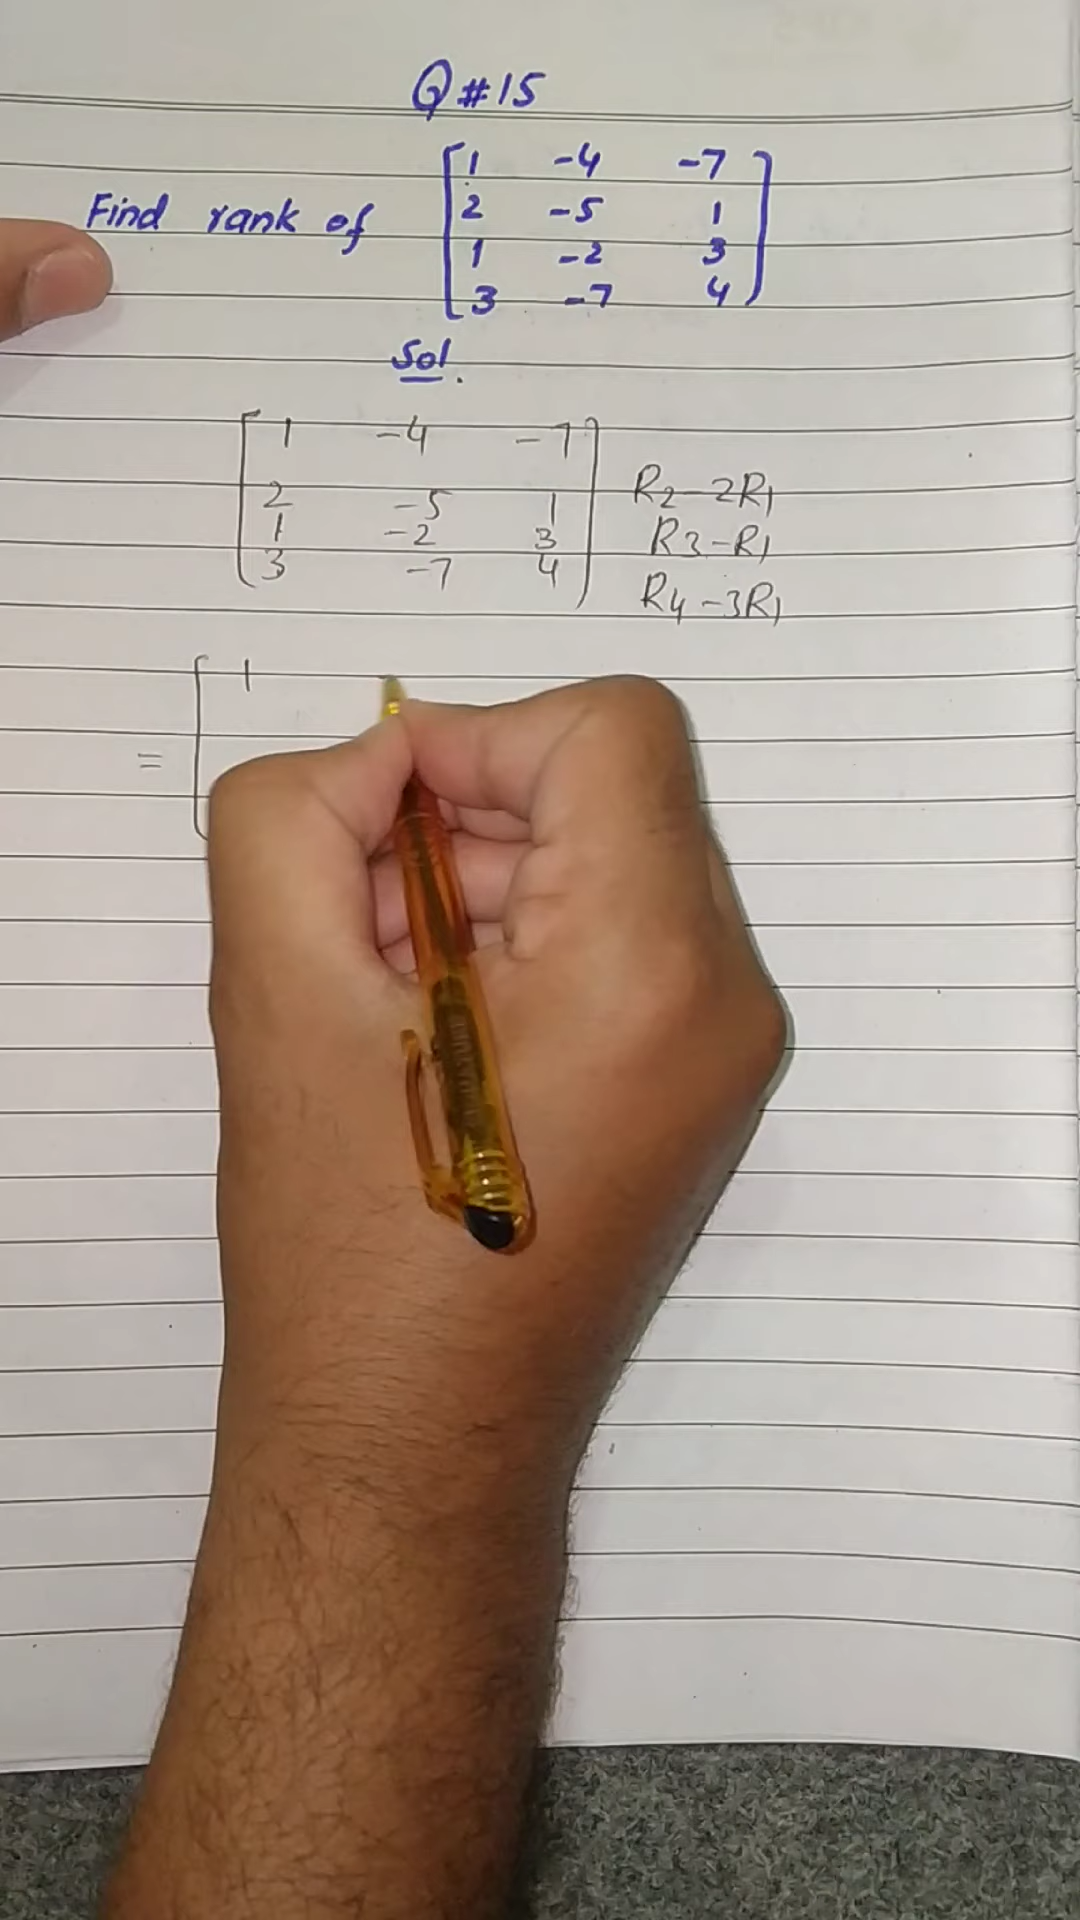 Q#15
Find rank of
1 -4 -7
2 -5 1
1 -2 3
3 -7 4
Sol.
1 -4 -7
2 -5 1 R2-2R1
1 -2 3 R3-R1
3 -7 4 R4-3R1
= 1